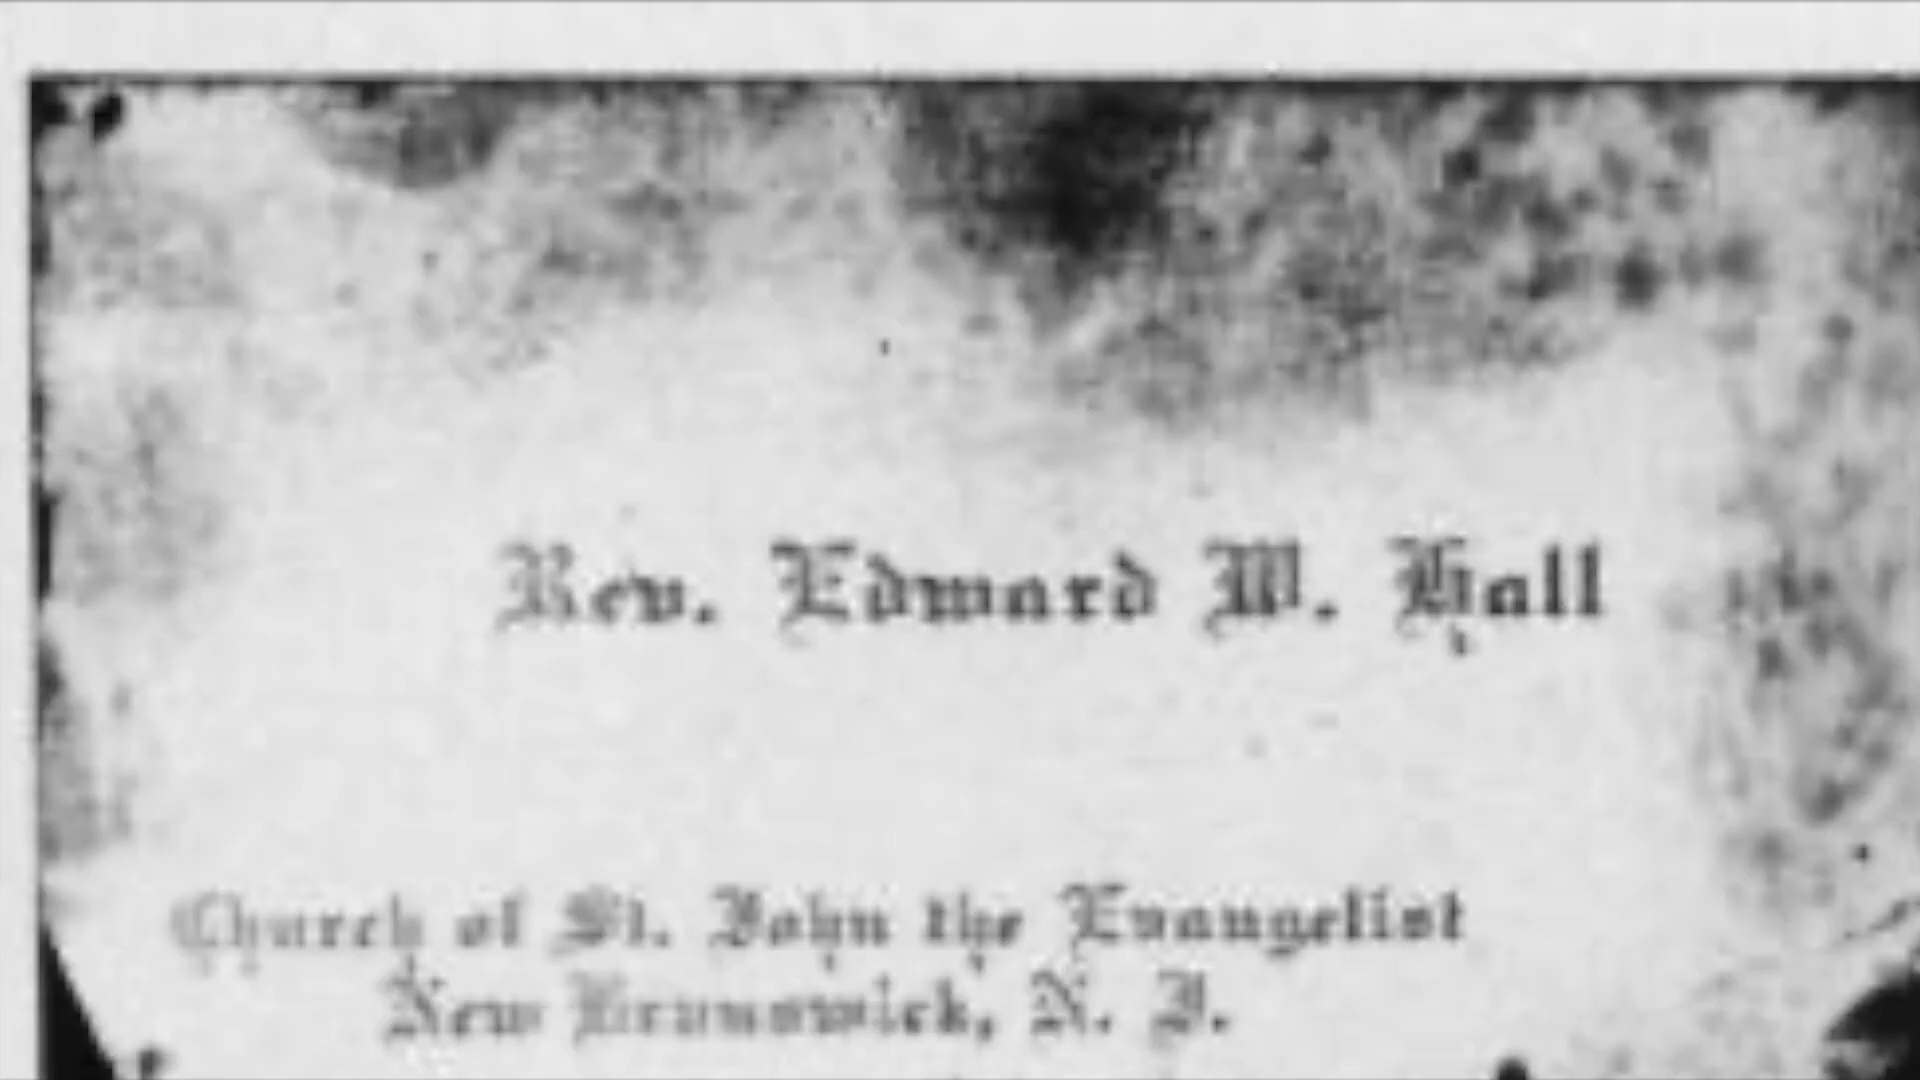 Rev. Edward W. Hall
Church of St. John the Evangelist
New Brunswick, N. J.